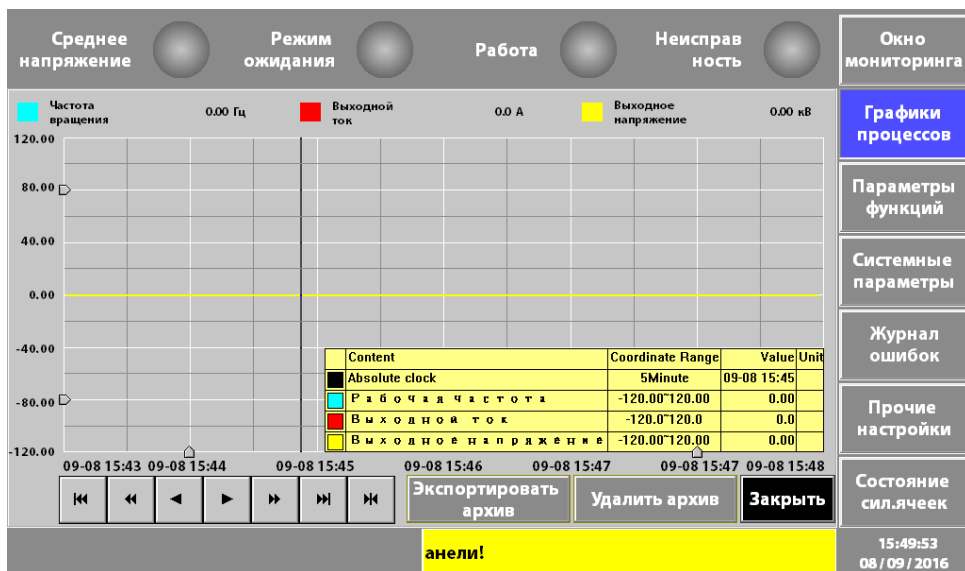 Среднее
напряжение
Режим
ожидания
Работа
Неисправ
ность
Окно
мониторинга
Частота
вращения
0.00 Гц
Выходной
ток
0.0 А
Выходное
напряжение
0.00 кВ
Графики
процессов
Параметры
функций
Системные
параметры
Журнал
ошибок
Прочие
настройки
Состояние
сил.ячеек
120.00
80.00
40.00
0.00
-40.00
-80.00
-120.00
Content Coordinate Range Value Unit
Absolute clock 5Minute 09-08 15:45
Рабочая частота -120.00~120.00 0.00
Выходной ток -120.0~120.0 0.0
Выходное напряжение -120.00~120.00 0.00
09-08 15:43 09-08 15:44 09-08 15:45 09-08 15:46 09-08 15:47 09-08 15:47 09-08 15:48
Экспортировать
архив
Удалить архив
Закрыть
анели!
15:49:53
08/09/2016